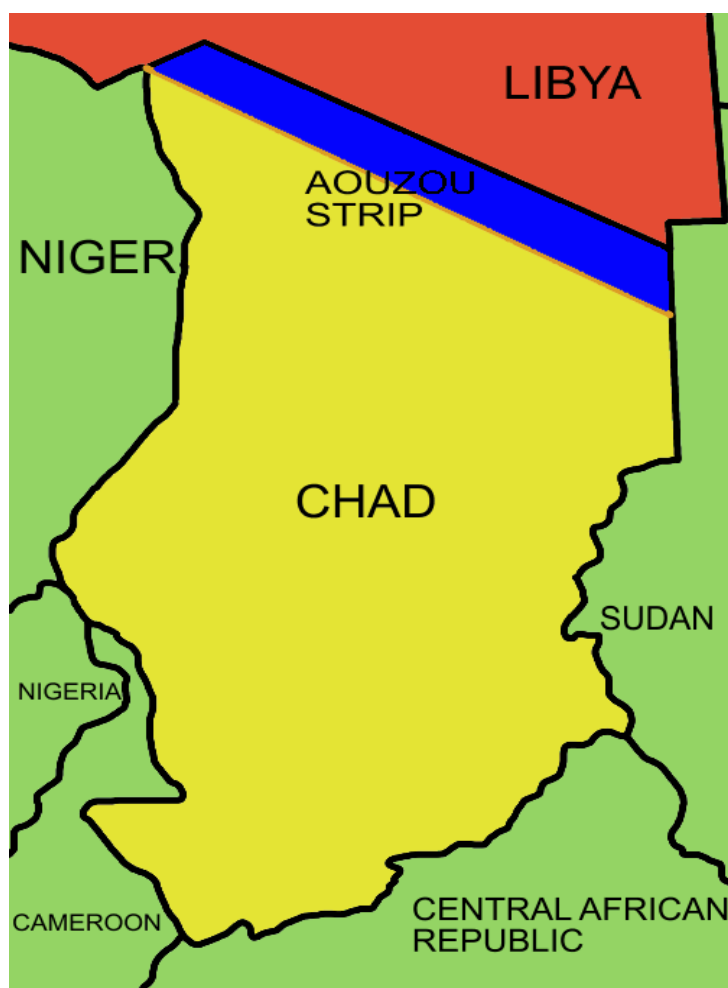 LIBYA
AOUZOU
STRIP
NIGER
CHAD
SUDAN
NIGERIA
CENTRAL AFRICAN
REPUBLIC
CAMEROON